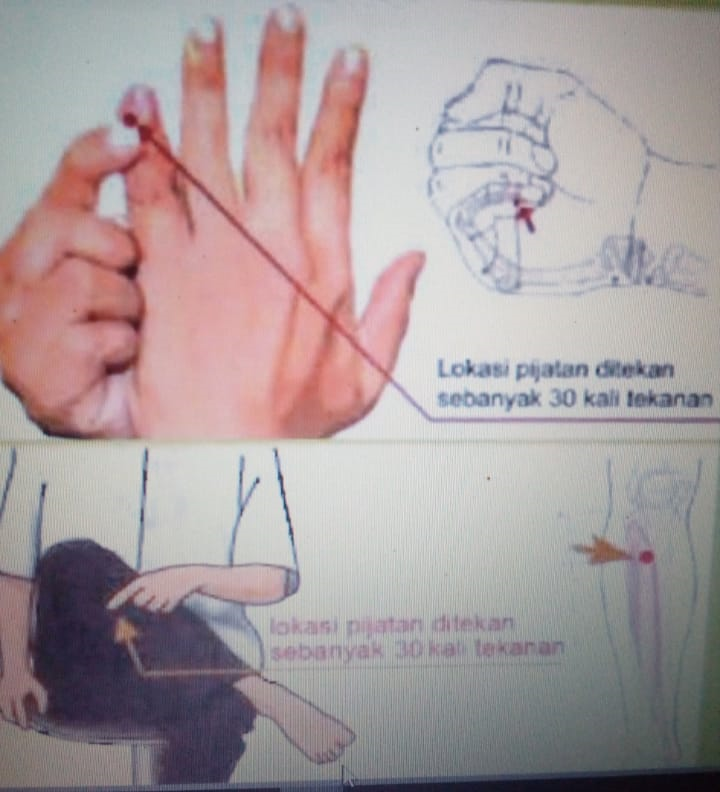 Lokasi pijatan ditekan
sebanyak 30 kali tekanan
lokasi pijatan ditekan
sebanyak 30 kali tekanan